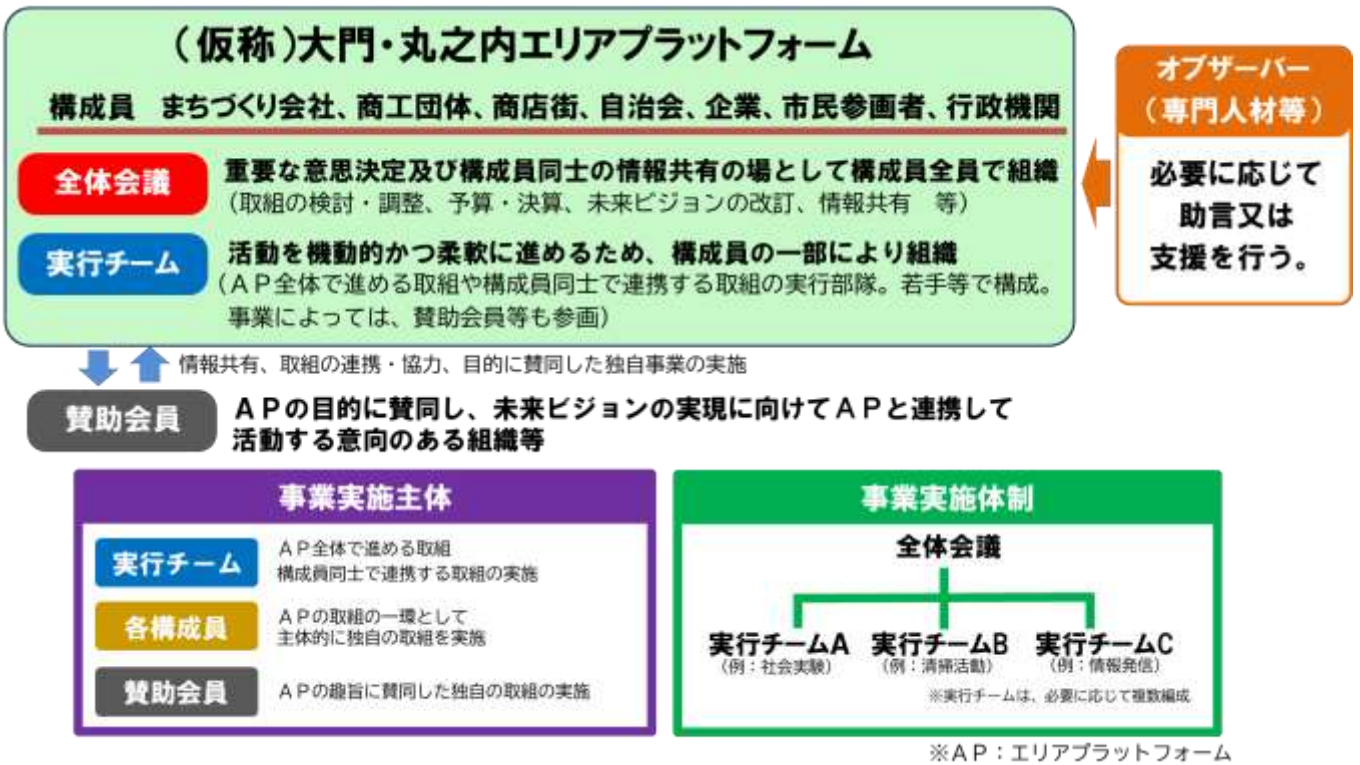 （仮称）大門・丸之内エリアプラットフォーム
構成員　まちづくり会社、商工団体、商店街、自治会、企業、市民参画者、行政機関
全体会議
重要な意思決定及び構成員同士の情報共有の場として構成員全員で組織
（取組の検討・調整、予算・決算、未来ビジョンの改訂、情報共有　等）
実行チーム
活動を機動的かつ柔軟に進めるため、構成員の一部により組織
（ＡＰ全体で進める取組や構成員同士で連携する取組の実行部隊。若手等で構成。
事業によっては、賛助会員等も参画）
オブザーバー
（専門人材等）
必要に応じて
助言又は
支援を行う。
情報共有、取組の連携・協力、目的に賛同した独自事業の実施
賛助会員
ＡＰの目的に賛同し、未来ビジョンの実現に向けてＡＰと連携して
活動する意向のある組織等
事業実施主体
実行チーム
ＡＰ全体で進める取組
構成員同士で連携する取組の実施
各構成員
ＡＰの取組の一環として
主体的に独自の取組を実施
賛助会員
ＡＰの趣旨に賛同した独自の取組の実施
事業実施体制
全体会議
実行チームA
（例：社会実験）
実行チームB
（例：清掃活動）
実行チームC
（例：情報発信）
※実行チームは、必要に応じて複数編成
※ＡＰ：エリアプラットフォーム